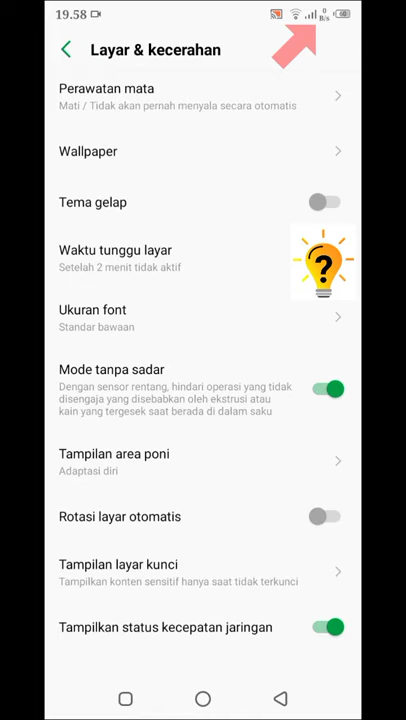 19.58
0
B/s
Layar & kecerahan
Perawatan mata
Mati / Tidak akan pernah menyala secara otomatis
Wallpaper
Tema gelap
Waktu tunggu layar
Setelah 2 menit tidak aktif
?
Ukuran font
Standar bawaan
Mode tanpa sadar
Dengan sensor rentang, hindari operasi yang tidak
disengaja yang disebabkan oleh ekstrusi atau
kain yang tergesek saat berada di dalam saku
Tampilan area poni
Adaptasi diri
Rotasi layar otomatis
Tampilan layar kunci
Tampilkan konten sensitif hanya saat tidak terkunci
Tampilkan status kecepatan jaringan